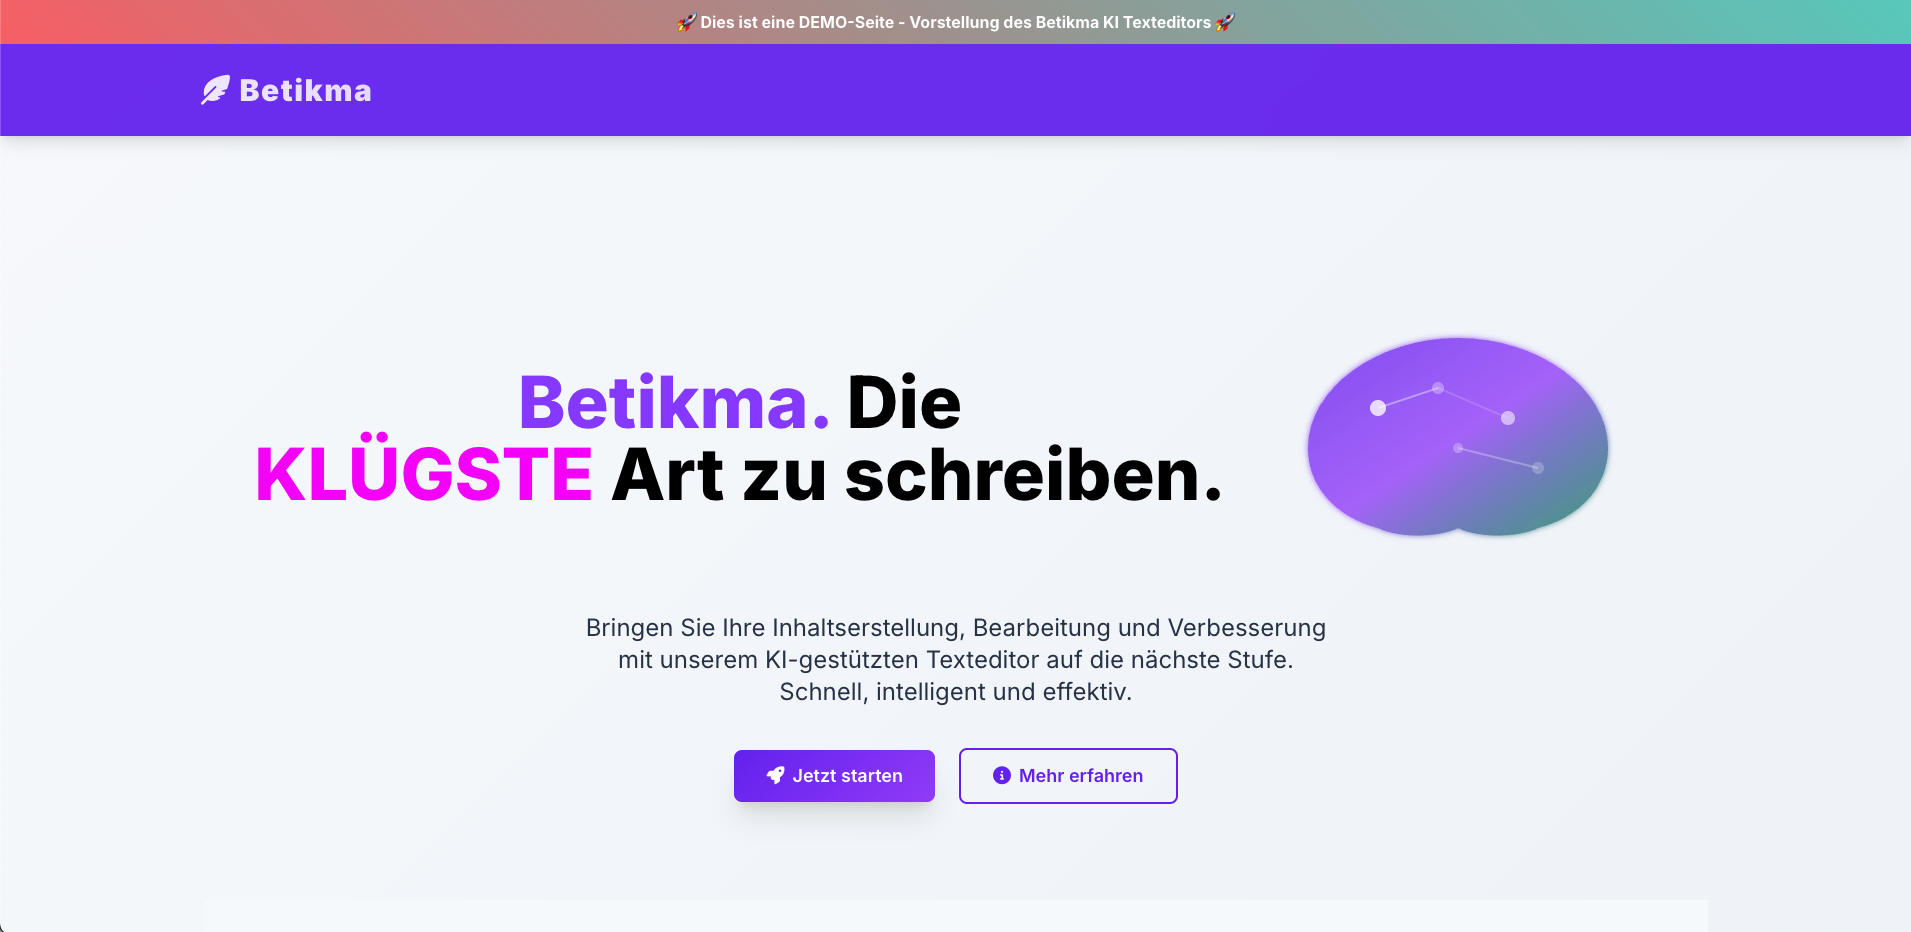 🚀 Dies ist eine DEMO-Seite - Vorstellung des Betikma KI Texteditors 🚀
Betikma
Betikma. Die
KLÜGSTE Art zu schreiben.
Bringen Sie Ihre Inhaltserstellung, Bearbeitung und Verbesserung
mit unserem KI-gestützten Texteditor auf die nächste Stufe.
Schnell, intelligent und effektiv.
Jetzt starten
Mehr erfahren